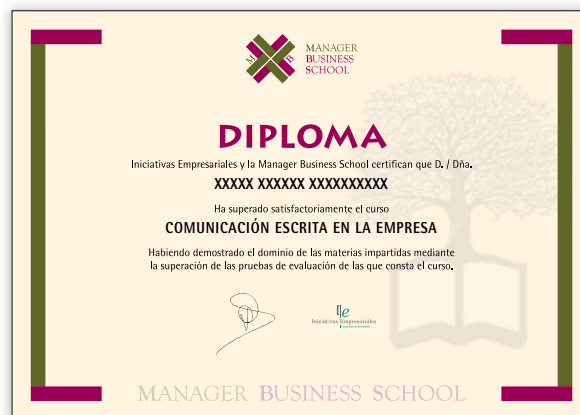 M B
MANAGER
BUSINESS
SCHOOL
DIPLOMA
Iniciativas Empresariales y la Manager Business School certifican que D. / Dña.
XXXXX XXXXXX XXXXXXXXXX
Ha superado satisfactoriamente el curso
COMUNICACIÓN ESCRITA EN LA EMPRESA
Habiendo demostrado el dominio de las materias impartidas mediante
la superación de las pruebas de evaluación de las que consta el curso.
Iniciativas Empresariales
MANAGER BUSINESS SCHOOL